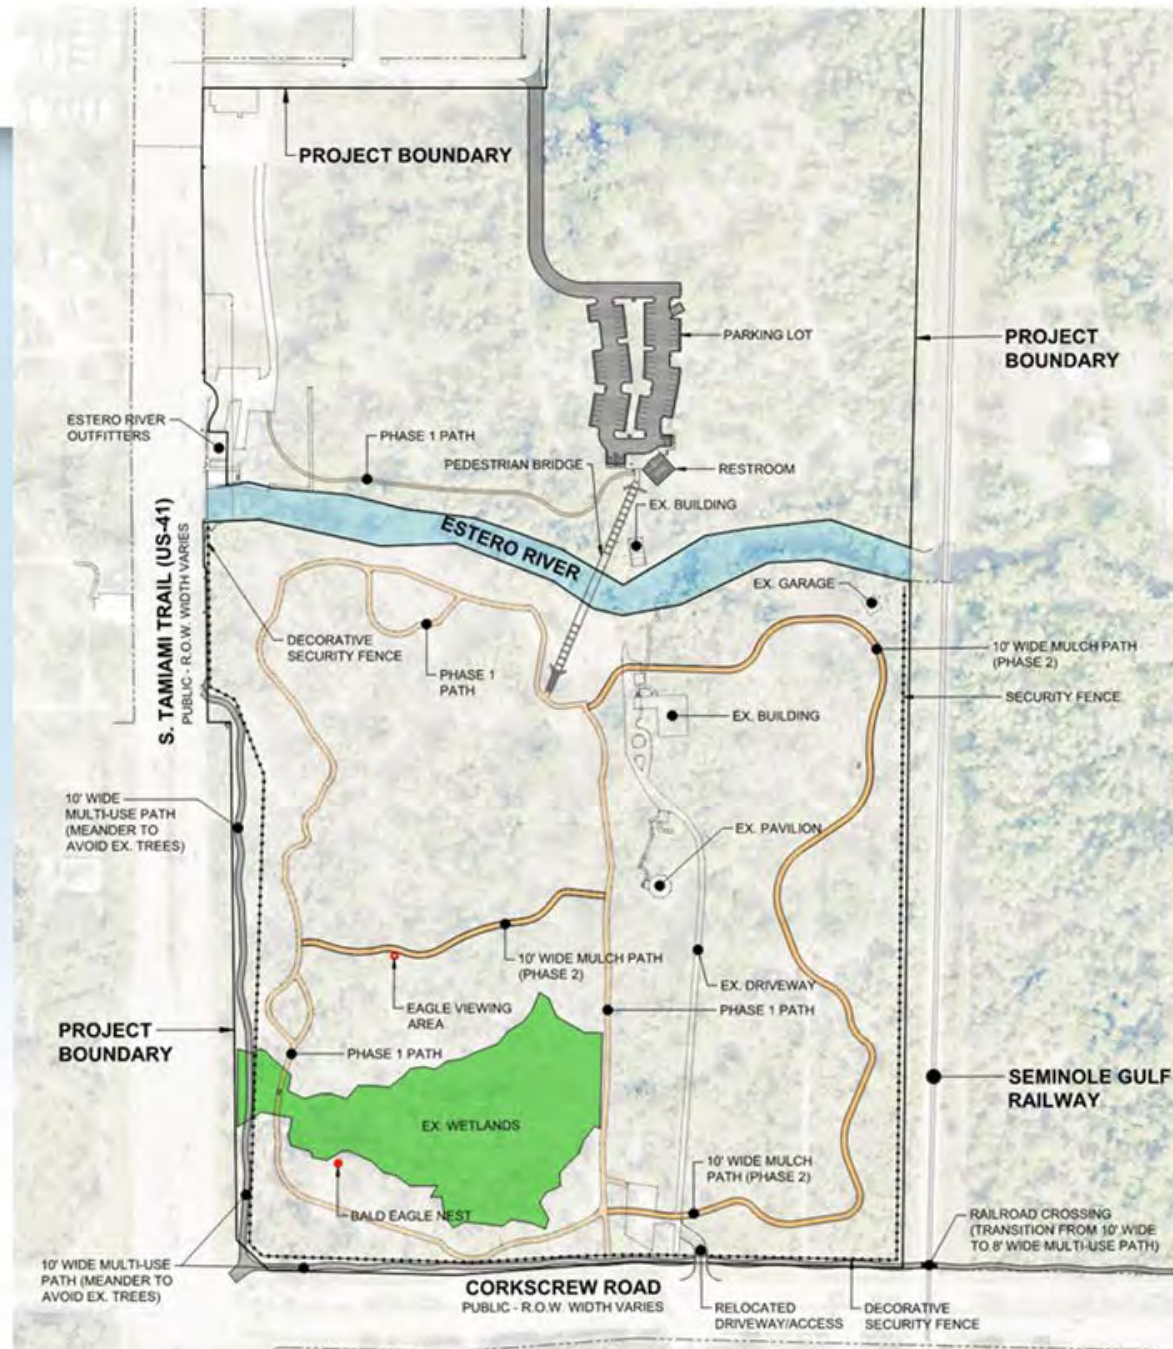 PROJECT BOUNDARY
PARKING LOT
PROJECT
BOUNDARY
ESTERO RIVER
OUTFITTERS
PHASE 1 PATH
PEDESTRIAN BRIDGE
RESTROOM
EX. BUILDING
ESTERO RIVER
S. TAMIAMI TRAIL (US-41)
PUBLIC - R.O.W. WIDTH VARIES
EX. GARAGE
DECORATIVE
SECURITY FENCE
PHASE 1
PATH
10' WIDE MULCH PATH
(PHASE 2)
SECURITY FENCE
EX. BUILDING
10' WIDE
MULTI-USE PATH
(MEANDER TO
AVOID EX. TREES)
EX. PAVILION
10' WIDE MULCH PATH
(PHASE 2)
EX. DRIVEWAY
EAGLE VIEWING
AREA
PHASE 1 PATH
PROJECT
BOUNDARY
PHASE 1 PATH
SEMINOLE GULF
RAILWAY
EX. WETLANDS
10' WIDE MULCH
PATH (PHASE 2)
BALD EAGLE NEST
RAILROAD CROSSING
(TRANSITION FROM 10' WIDE
TO 8' WIDE MULTI-USE PATH)
10' WIDE MULTI-USE
PATH (MEANDER TO
AVOID EX. TREES)
CORKSCREW ROAD
PUBLIC - R.O.W. WIDTH VARIES
RELOCATED
DRIVEWAY/ACCESS
DECORATIVE
SECURITY FENCE